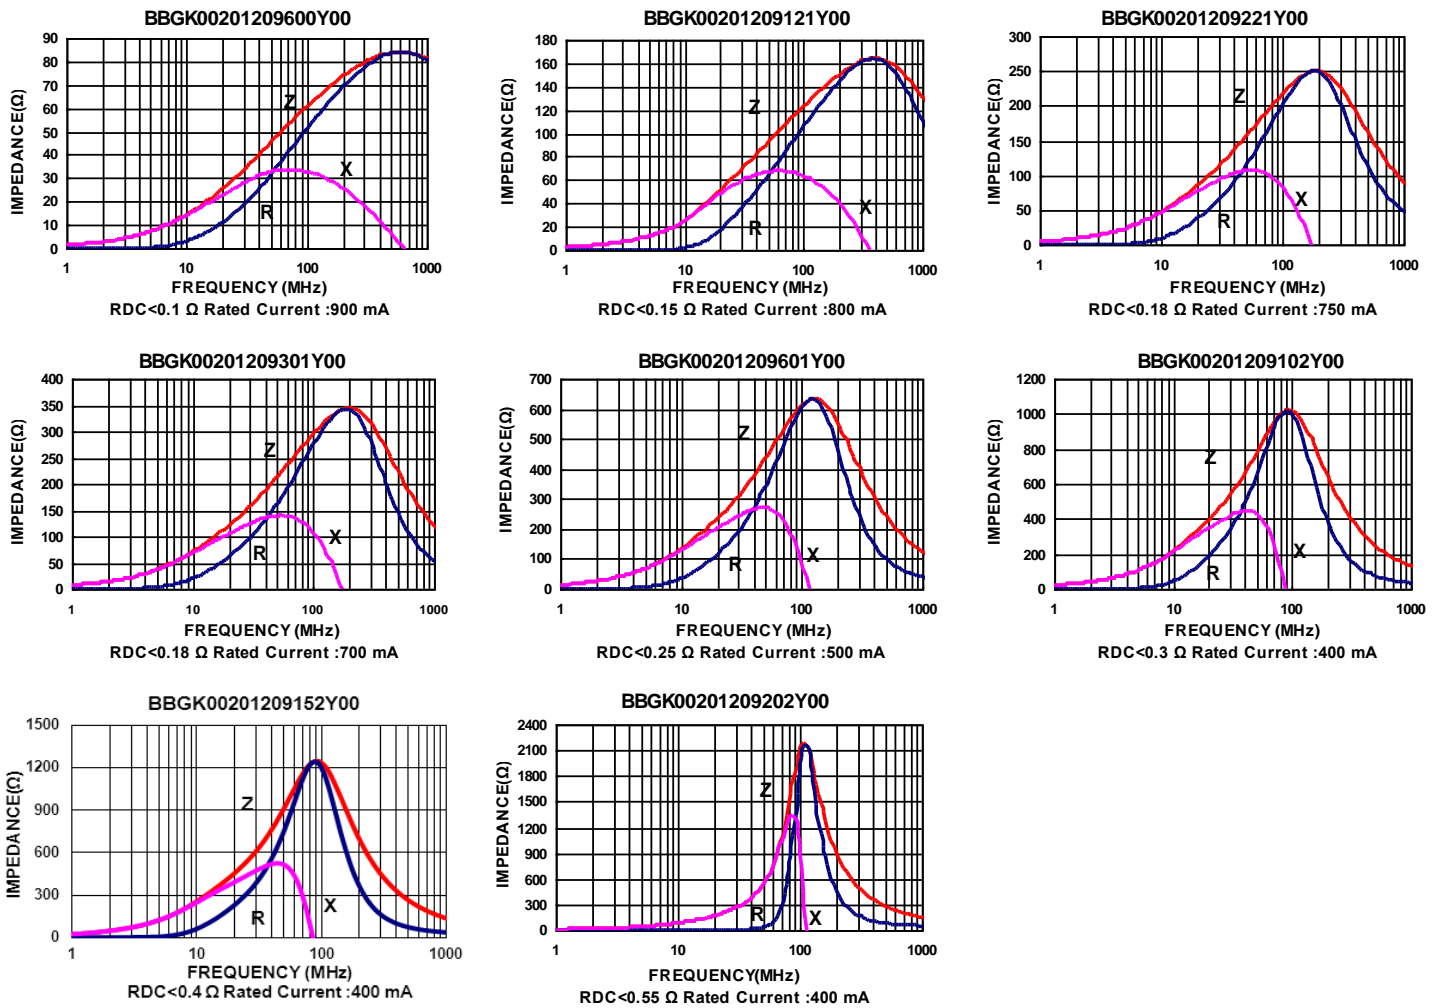 BBGK00201209600Y00
90
80
70
60
50
40
30
20
10
0
IMPEDANCE(Ω)
Z
X
R
1 10 100 1000
FREQUENCY (MHz)
RDC<0.1 Ω Rated Current :900 mA
BBGK00201209121Y00
180
160
140
120
100
80
60
40
20
0
IMPEDANCE(Ω)
Z
X
R
1 10 100 1000
FREQUENCY (MHz)
RDC<0.15 Ω Rated Current :800 mA
BBGK00201209221Y00
300
250
200
150
100
50
0
IMPEDANCE(Ω)
Z
X
R
1 10 100 1000
FREQUENCY (MHz)
RDC<0.18 Ω Rated Current :750 mA
BBGK00201209301Y00
400
350
300
250
200
150
100
50
0
IMPEDANCE(Ω)
Z
X
R
1 10 100 1000
FREQUENCY (MHz)
RDC<0.18 Ω Rated Current :700 mA
BBGK00201209601Y00
700
600
500
400
300
200
100
0
IMPEDANCE(Ω)
Z
X
R
1 10 100 1000
FREQUENCY (MHz)
RDC<0.25 Ω Rated Current :500 mA
BBGK00201209102Y00
1200
1000
800
600
400
200
0
IMPEDANCE(Ω)
Z
X
R
1 10 100 1000
FREQUENCY (MHz)
RDC<0.3 Ω Rated Current :400 mA
BBGK00201209152Y00
1500
1200
900
600
300
0
IMPEDANCE(Ω)
Z
X
R
1 10 100 1000
FREQUENCY (MHz)
RDC<0.4 Ω Rated Current :400 mA
BBGK00201209202Y00
2400
2100
1800
1500
1200
900
600
300
0
IMPEDANCE(Ω)
Z
R
X
1 10 100 1000
FREQUENCY(MHz)
RDC<0.55 Ω Rated Current :400 mA